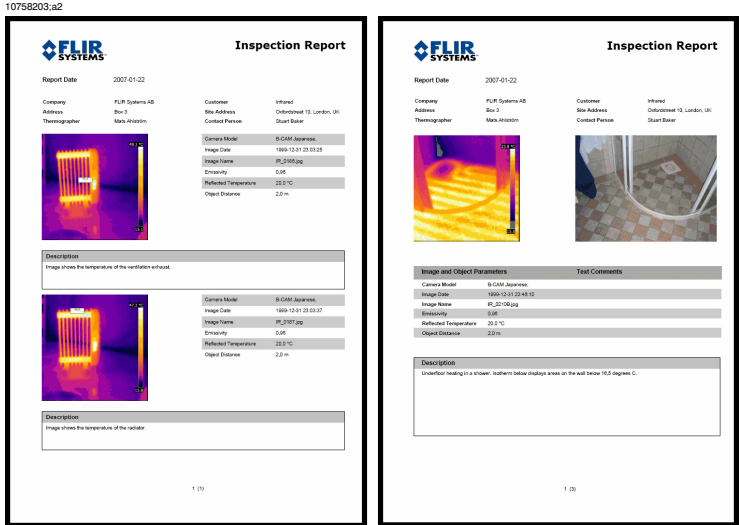 10758203;a2
FLIR SYSTEMS
Inspection Report
Report Date 2007-01-22
Company FLIR Systems AB Customer Infrared
Address Box 3 Site Address Oxfordstreet 13, London, UK
Thermographer Mats Ahlström Contact Person Stuart Baker
Camera Model B-CAM Japanese,
Image Date 1999-12-31 23:03:25
Image Name IR_0186.jpg
Emissivity 0,96
Reflected Temperature 20,0 °C
Object Distance 2,0 m
Description
Image shows the temperature of the ventilation exhaust.
Camera Model B-CAM Japanese,
Image Date 1999-12-31 23:03:37
Image Name IR_0187.jpg
Emissivity 0,96
Reflected Temperature 20,0 °C
Object Distance 2,0 m
Description
Image shows the temperature of the radiator.
1 (1)
FLIR SYSTEMS
Inspection Report
Report Date 2007-01-22
Company FLIR Systems AB Customer Infrared
Address Box 3 Site Address Oxfordstreet 13, London, UK
Thermographer Mats Ahlström Contact Person Stuart Baker
Image and Object Parameters Text Comments
Camera Model B-CAM Japanese,
Image Date 1999-12-31 23:46:10
Image Name IR_0210B.jpg
Emissivity 0,96
Reflected Temperature 20,0 °C
Object Distance 2,0 m
Description
Underfloor heating in a shower. Isotherm below displays areas on the wall below 16,5 degrees C.
1 (3)